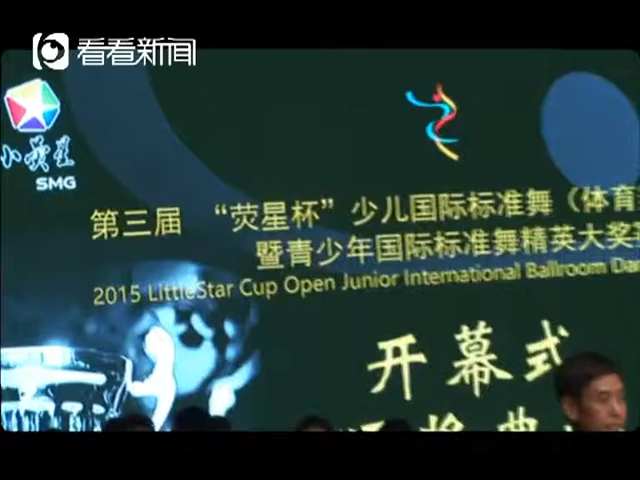 看看新闻
小荧星
SMG
第三届 “荧星杯”少儿国际标准舞（体育
暨青少年国际标准舞精英大奖
2015 LittleStar Cup Open Junior International Ballroom Dan
开幕式
典